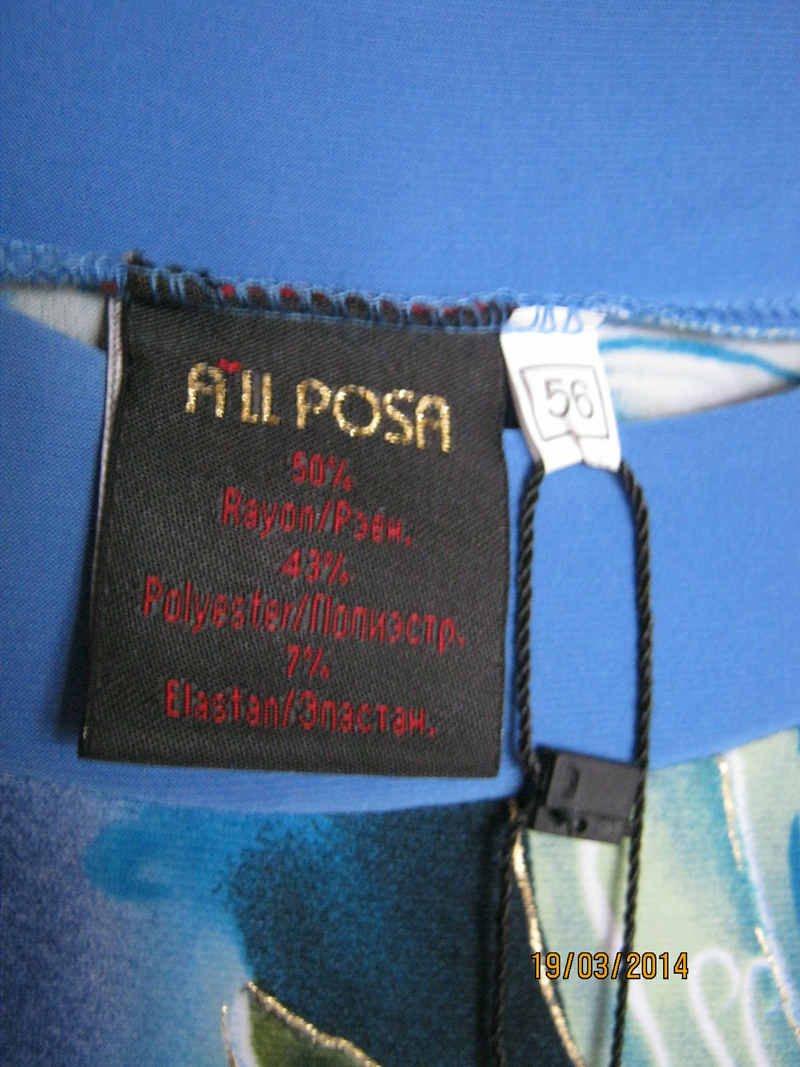 A'LL POSA
50%
Rayon/Рэен.
43%
Polyester/Полиэстр.
7%
Elastan/Эластан.
56
19/03/2014